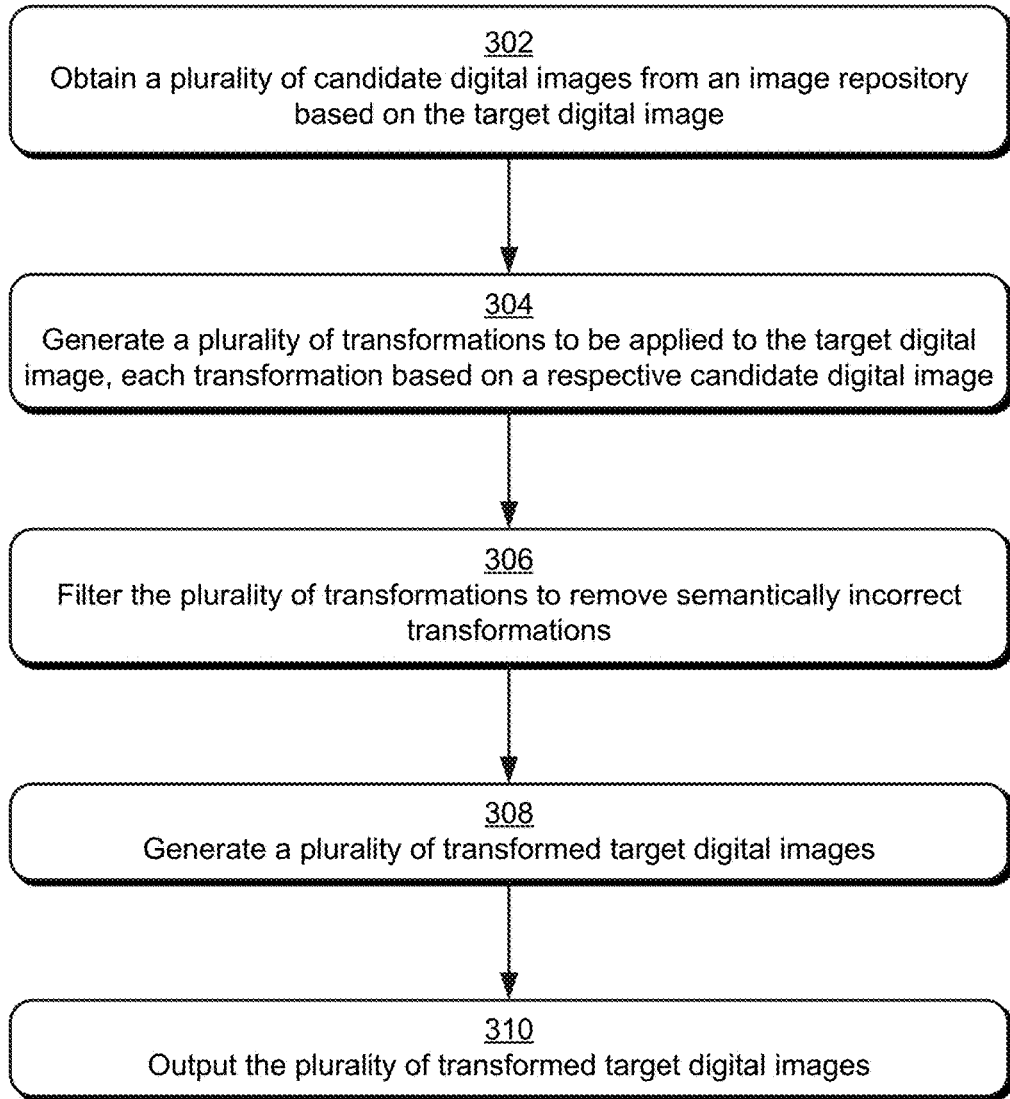 302
Obtain a plurality of candidate digital images from an image repository
based on the target digital image
304
Generate a plurality of transformations to be applied to the target digital
image, each transformation based on a respective candidate digital image
306
Filter the plurality of transformations to remove semantically incorrect
transformations
308
Generate a plurality of transformed target digital images
310
Output the plurality of transformed target digital images